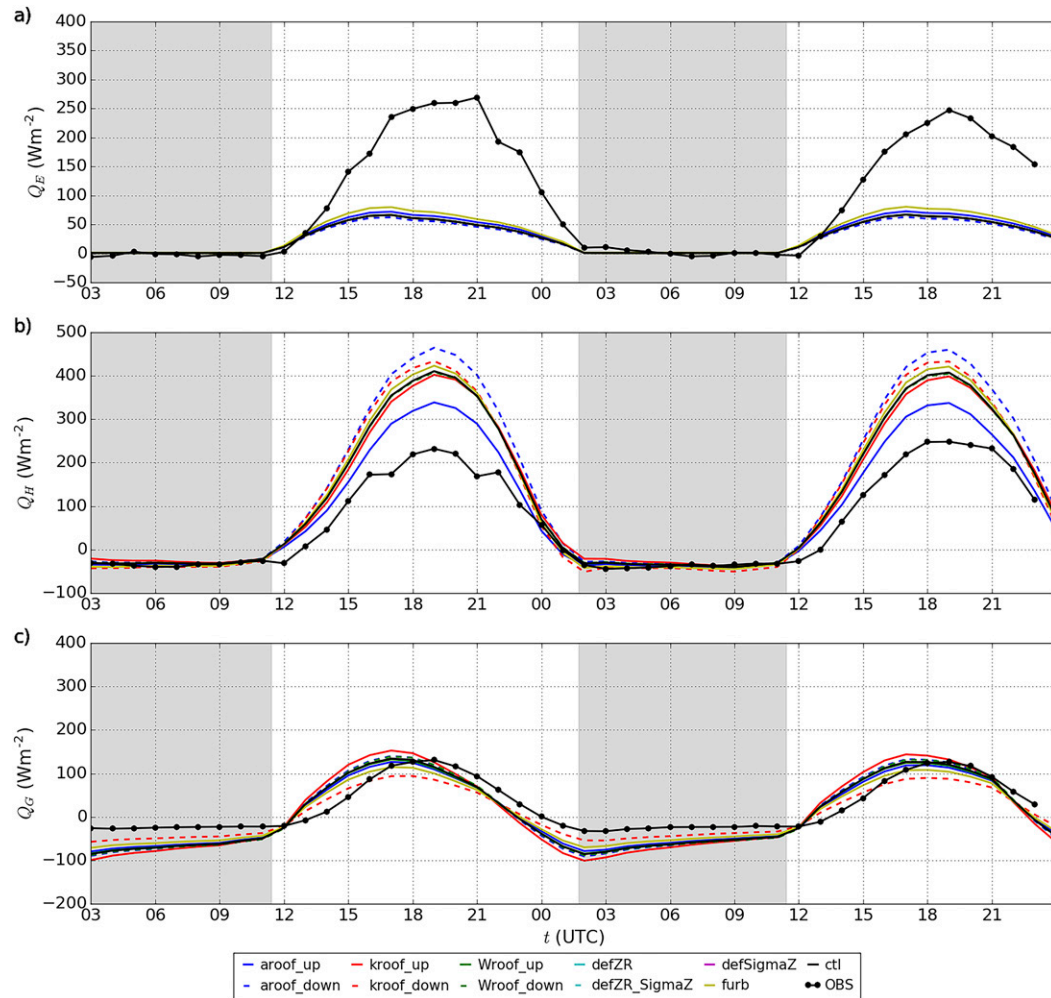 a)
400
350
300
250
200
150
100
50
0
−50
Q_E (Wm⁻²)
03 06 09 12 15 18 21 00 03 06 09 12 15 18 21
b)
500
400
300
200
100
0
−100
Q_H (Wm⁻²)
03 06 09 12 15 18 21 00 03 06 09 12 15 18 21
c)
400
300
200
100
0
−100
−200
Q_G (Wm⁻²)
03 06 09 12 15 18 21 00 03 06 09 12 15 18 21
t (UTC)
aroof_up kroof_up Wroof_up defZR defSigmaZ ctl
aroof_down kroof_down Wroof_down defZR_SigmaZ furb OBS